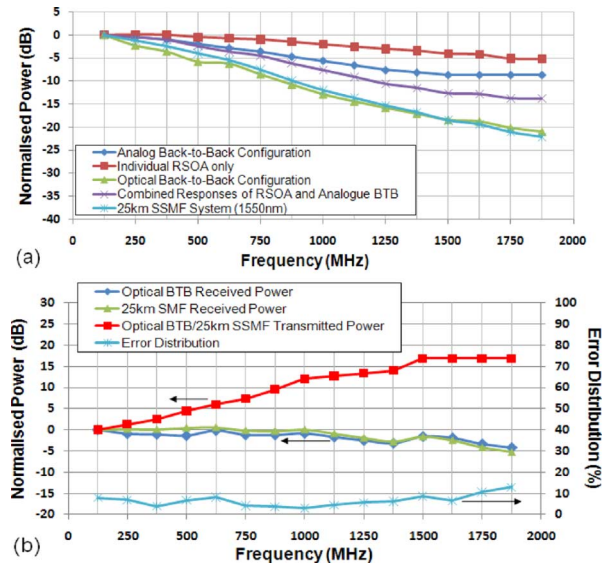 5
0
-5
-10
-15
-20
-25
-30
-35
-40
Normalised Power (dB)
Analog Back-to-Back Configuration
Individual RSOA only
Optical Back-to-Back Configuration
Combined Responses of RSOA and Analogue BTB
25km SSMF System (1550nm)
0 250 500 750 1000 1250 1500 1750 2000
Frequency (MHz)
(a)
Optical BTB Received Power
25km SMF Received Power
Optical BTB/25km SSMF Transmitted Power
Error Distribution
30
25
20
15
10
5
0
-5
-10
-15
-20
Normalised Power (dB)
100
90
80
70
60
50
40
30
20
10
0
Error Distribution (%)
0 250 500 750 1000 1250 1500 1750 2000
Frequency (MHz)
(b)